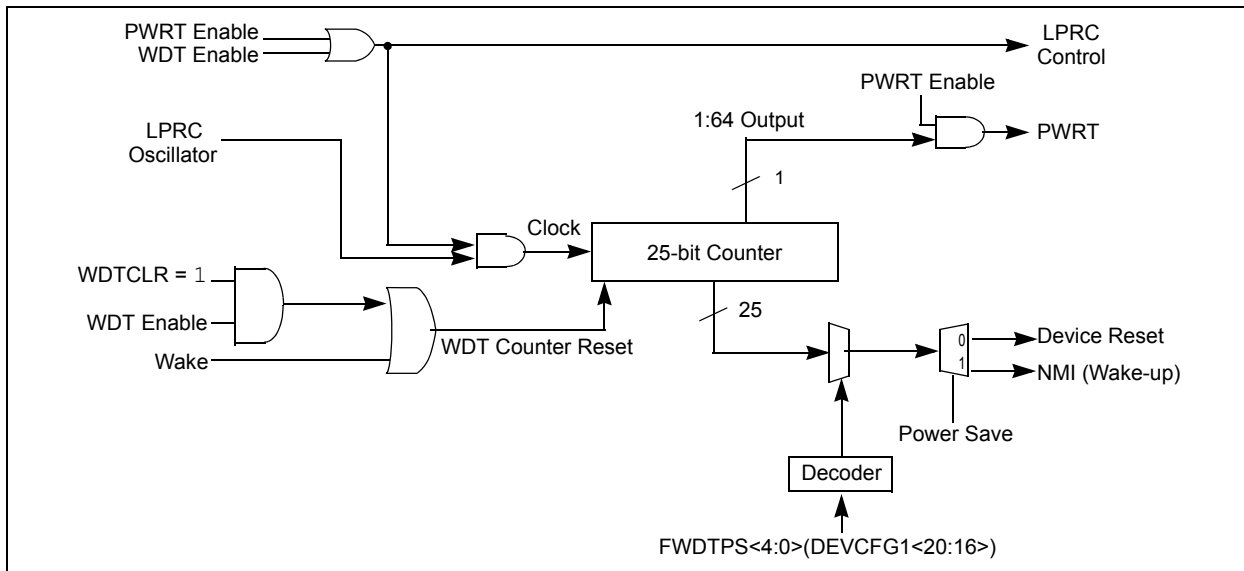 PWRT Enable
WDT Enable
LPRC
Control
PWRT Enable
1:64 Output
PWRT
LPRC
Oscillator
1
Clock
25-bit Counter
WDTCLR = 1
WDT Enable
25
WDT Counter Reset
Wake
0
Device Reset
1
NMI (Wake-up)
Power Save
Decoder
FWDTPS<4:0>(DEVCFG1<20:16>)